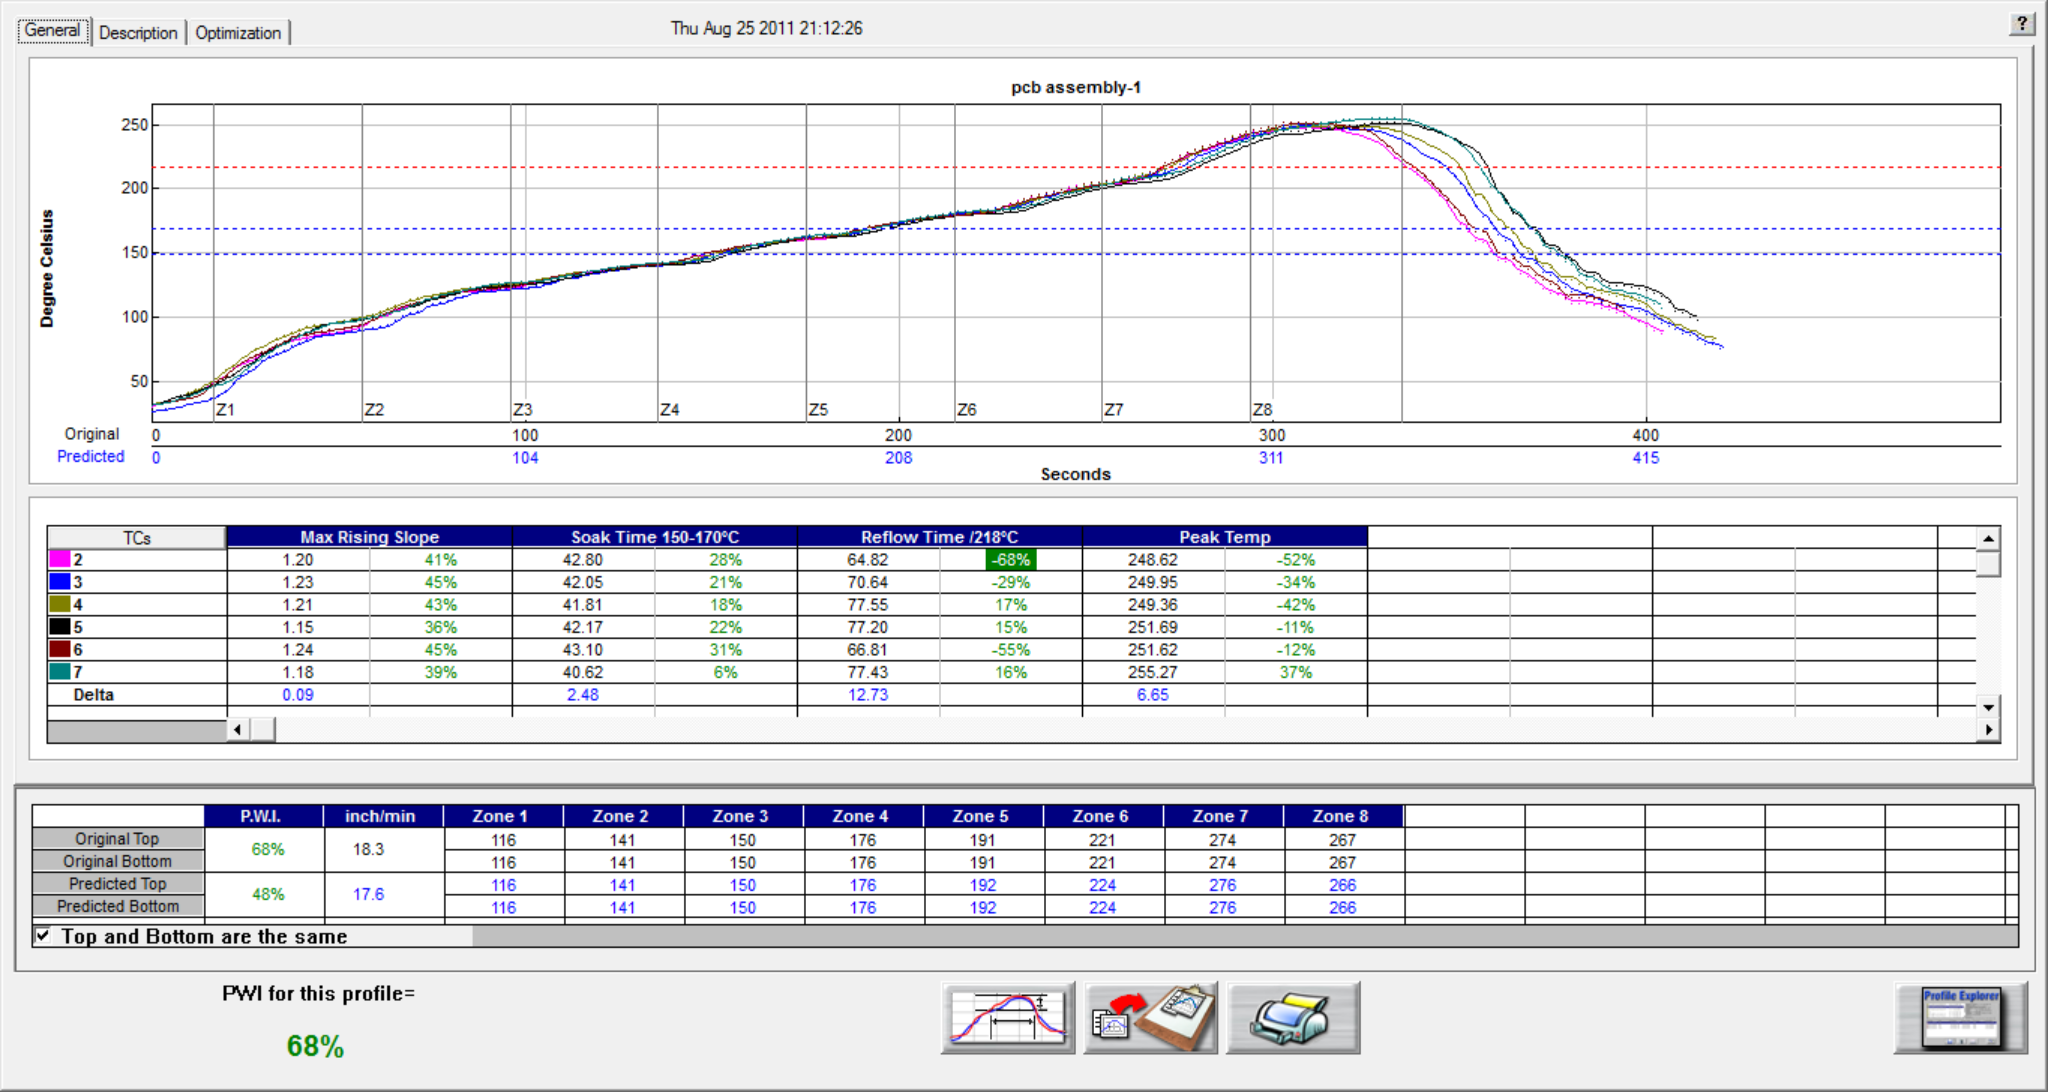 General Description Optimization Thu Aug 25 2011 21:12:26 ?
pcb assembly-1
250
200
150
100
50
Degree Celsius
Z1 Z2 Z3 Z4 Z5 Z6 Z7 Z8
Original 0 100 200 300 400
Predicted 0 104 208 311 415
Seconds
TCs Max Rising Slope Soak Time 150-170ºC Reflow Time /218ºC Peak Temp
2 1.20 41% 42.80 28% 64.82 -68% 248.62 -52%
3 1.23 45% 42.05 21% 70.64 -29% 249.95 -34%
4 1.21 43% 41.81 18% 77.55 17% 249.36 -42%
5 1.15 36% 42.17 22% 77.20 15% 251.69 -11%
6 1.24 45% 43.10 31% 66.81 -55% 251.62 -12%
7 1.18 39% 40.62 6% 77.43 16% 255.27 37%
Delta 0.09 2.48 12.73 6.65
P.W.I. inch/min Zone 1 Zone 2 Zone 3 Zone 4 Zone 5 Zone 6 Zone 7 Zone 8
Original Top 68% 18.3 116 141 150 176 191 221 274 267
Original Bottom 116 141 150 176 191 221 274 267
Predicted Top 48% 17.6 116 141 150 176 192 224 276 266
Predicted Bottom 116 141 150 176 192 224 276 266
Top and Bottom are the same
PWI for this profile=
68%
Profile Explorer